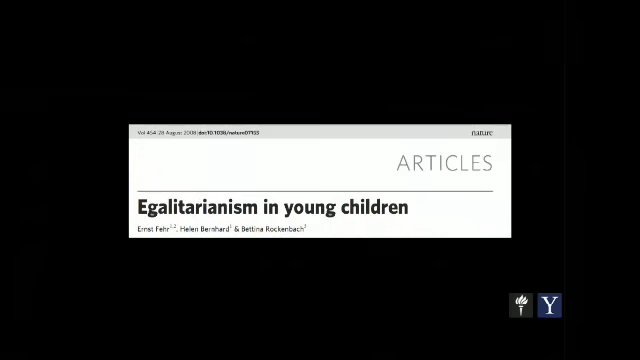 Vol 454|28 August 2008|doi:10.1038/nature07155
nature
ARTICLES
Egalitarianism in young children
Ernst Fehr1,2, Helen Bernhard1 & Bettina Rockenbach3
Y